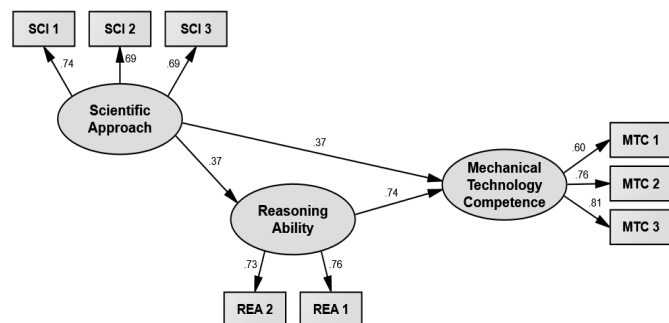 SCI 1
SCI 2
SCI 3
.74
.69
.69
Scientific
Approach
.37
.37
Reasoning
Ability
.74
Mechanical
Technology
Competence
.60
.76
.81
MTC 1
MTC 2
MTC 3
.73
.76
REA 2
REA 1